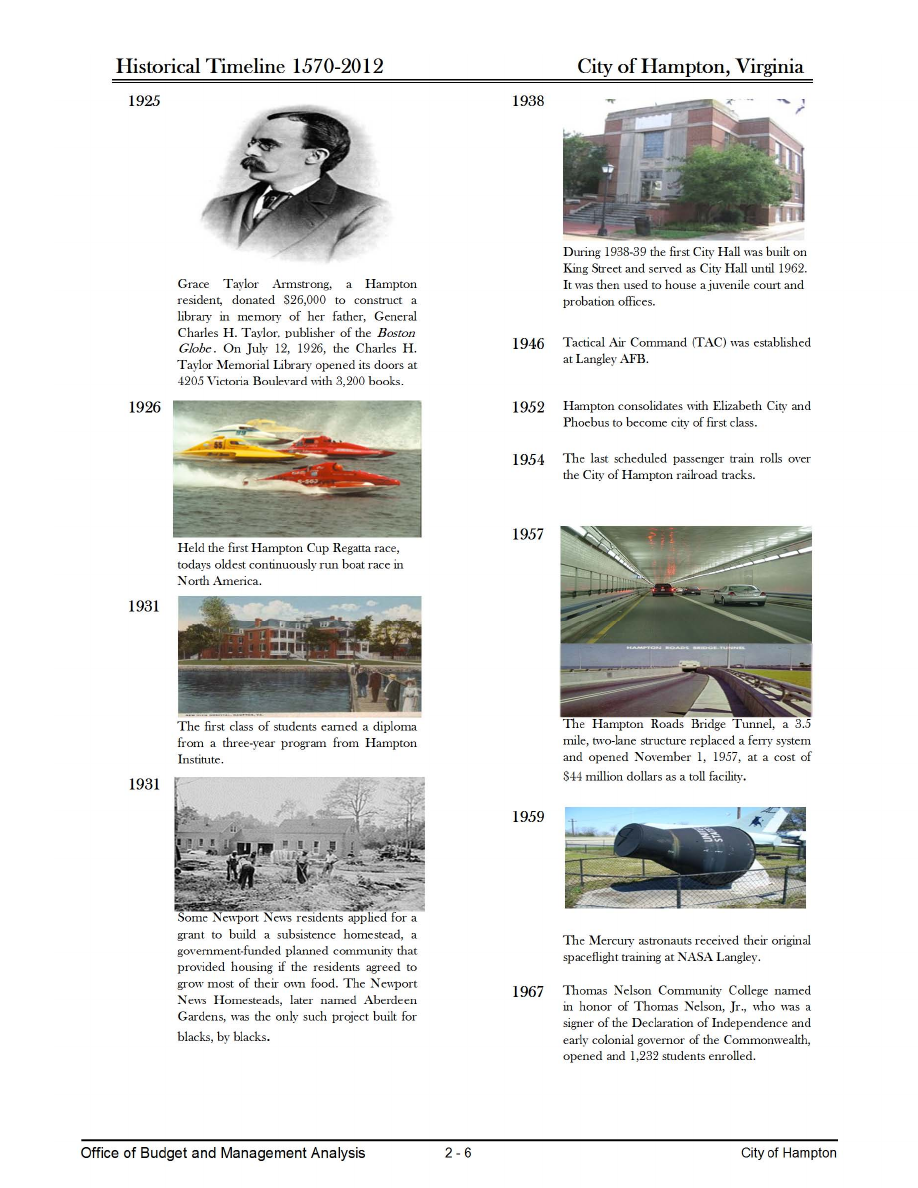 Historical Timeline 1570-2012
City of Hampton, Virginia
1925
Grace Taylor Armstrong, a Hampton
resident, donated $26,000 to construct a
library in memory of her father, General
Charles H. Taylor, publisher of the Boston
Globe. On July 12, 1926, the Charles H.
Taylor Memorial Library opened its doors at
4205 Victoria Boulevard with 3,200 books.
1926
55
Held the first Hampton Cup Regatta race,
todays oldest continuously run boat race in
North America.
1931
The first class of students earned a diploma
from a three-year program from Hampton
Institute.
1931
Some Newport News residents applied for a
grant to build a subsistence homestead, a
government-funded planned community that
provided housing if the residents agreed to
grow most of their own food. The Newport
News Homesteads, later named Aberdeen
Gardens, was the only such project built for
blacks, by blacks.
1938
During 1938-39 the first City Hall was built on
King Street and served as City Hall until 1962.
It was then used to house a juvenile court and
probation offices.
1946
Tactical Air Command (TAC) was established
at Langley AFB.
1952
Hampton consolidates with Elizabeth City and
Phoebus to become city of first class.
1954
The last scheduled passenger train rolls over
the City of Hampton railroad tracks.
1957
HAMPTON ROADS BRIDGE-TUNNEL
The Hampton Roads Bridge Tunnel, a 3.5
mile, two-lane structure replaced a ferry system
and opened November 1, 1957, at a cost of
$44 million dollars as a toll facility.
1959
The Mercury astronauts received their original
spaceflight training at NASA Langley.
1967
Thomas Nelson Community College named
in honor of Thomas Nelson, Jr., who was a
signer of the Declaration of Independence and
early colonial governor of the Commonwealth,
opened and 1,232 students enrolled.
Office of Budget and Management Analysis
2 - 6
City of Hampton